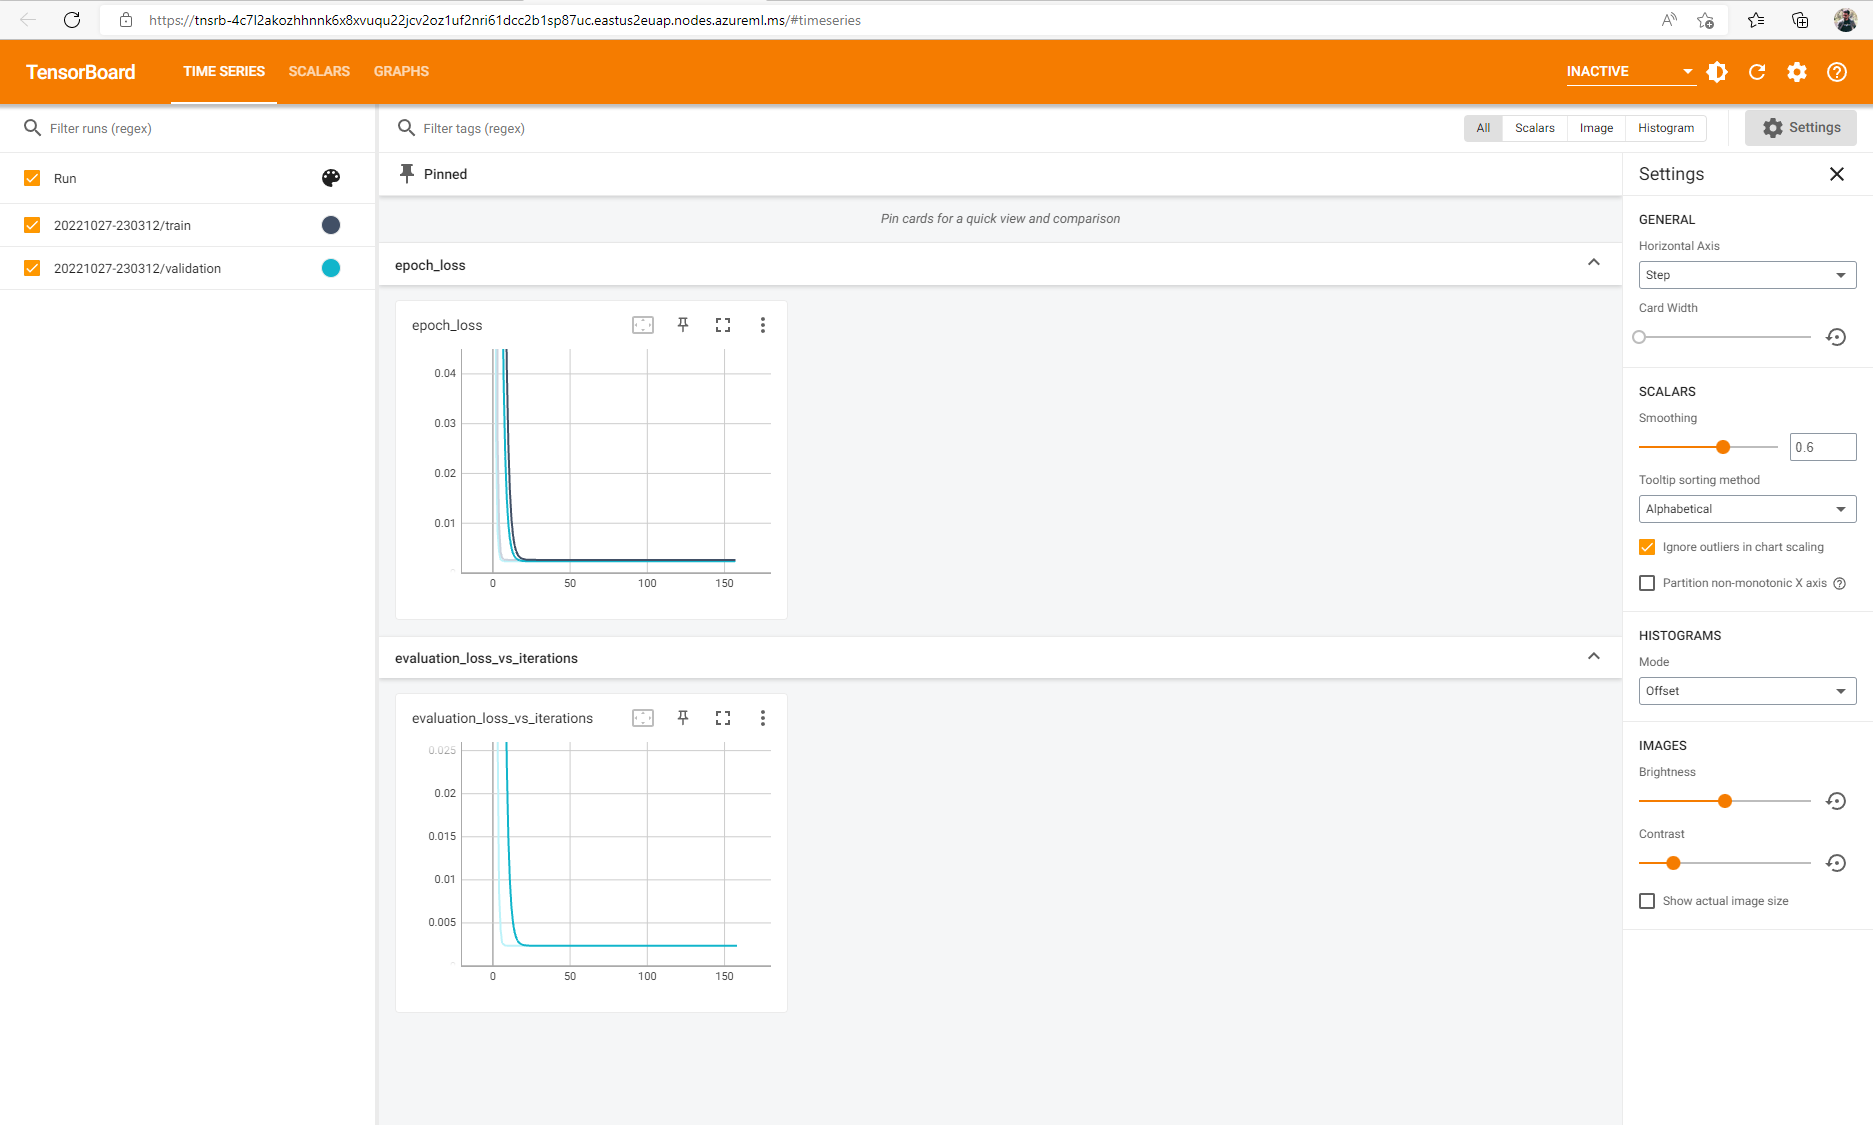 https://tnsrb-4c7l2akozhhnnk6x8xvuqu22jcv2oz1uf2nri61dcc2b1sp87uc.eastus2euap.nodes.azureml.ms/#timeseries
TensorBoard
TIME SERIES
SCALARS
GRAPHS
INACTIVE
Filter runs (regex)
Filter tags (regex)
All
Scalars
Image
Histogram
Settings
Run
20221027-230312/train
20221027-230312/validation
Pinned
Pin cards for a quick view and comparison
epoch_loss
epoch_loss
0.04
0.03
0.02
0.01
0
50
100
150
evaluation_loss_vs_iterations
evaluation_loss_vs_iterations
0.025
0.02
0.015
0.01
0.005
0
50
100
150
Settings
GENERAL
Horizontal Axis
Step
Card Width
SCALARS
Smoothing
0.6
Tooltip sorting method
Alphabetical
Ignore outliers in chart scaling
Partition non-monotonic X axis
HISTOGRAMS
Mode
Offset
IMAGES
Brightness
Contrast
Show actual image size